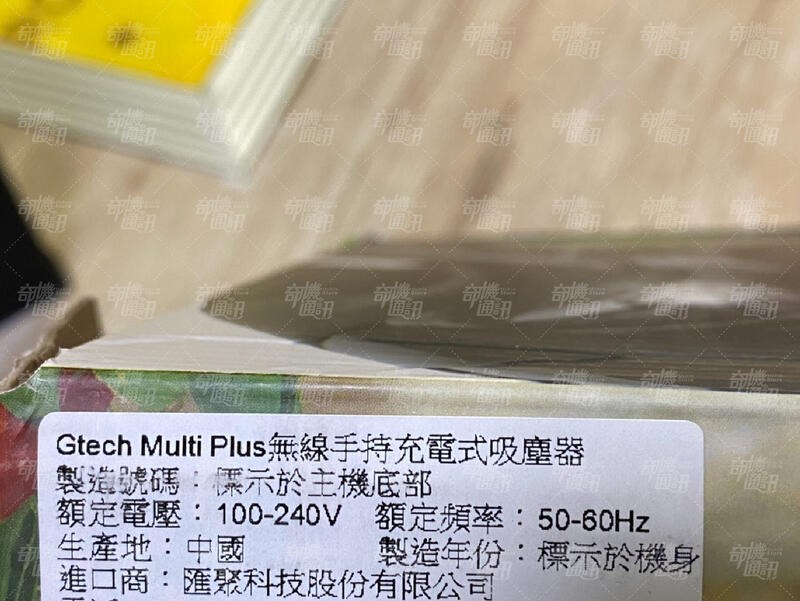 Gtech Multi Plus無線手持充電式吸塵器
製造號碼：標示於主機底部
額定電壓：100-240V 額定頻率：50-60Hz
生產地：中國 製造年份：標示於機身
進口商：匯聚科技股份有限公司